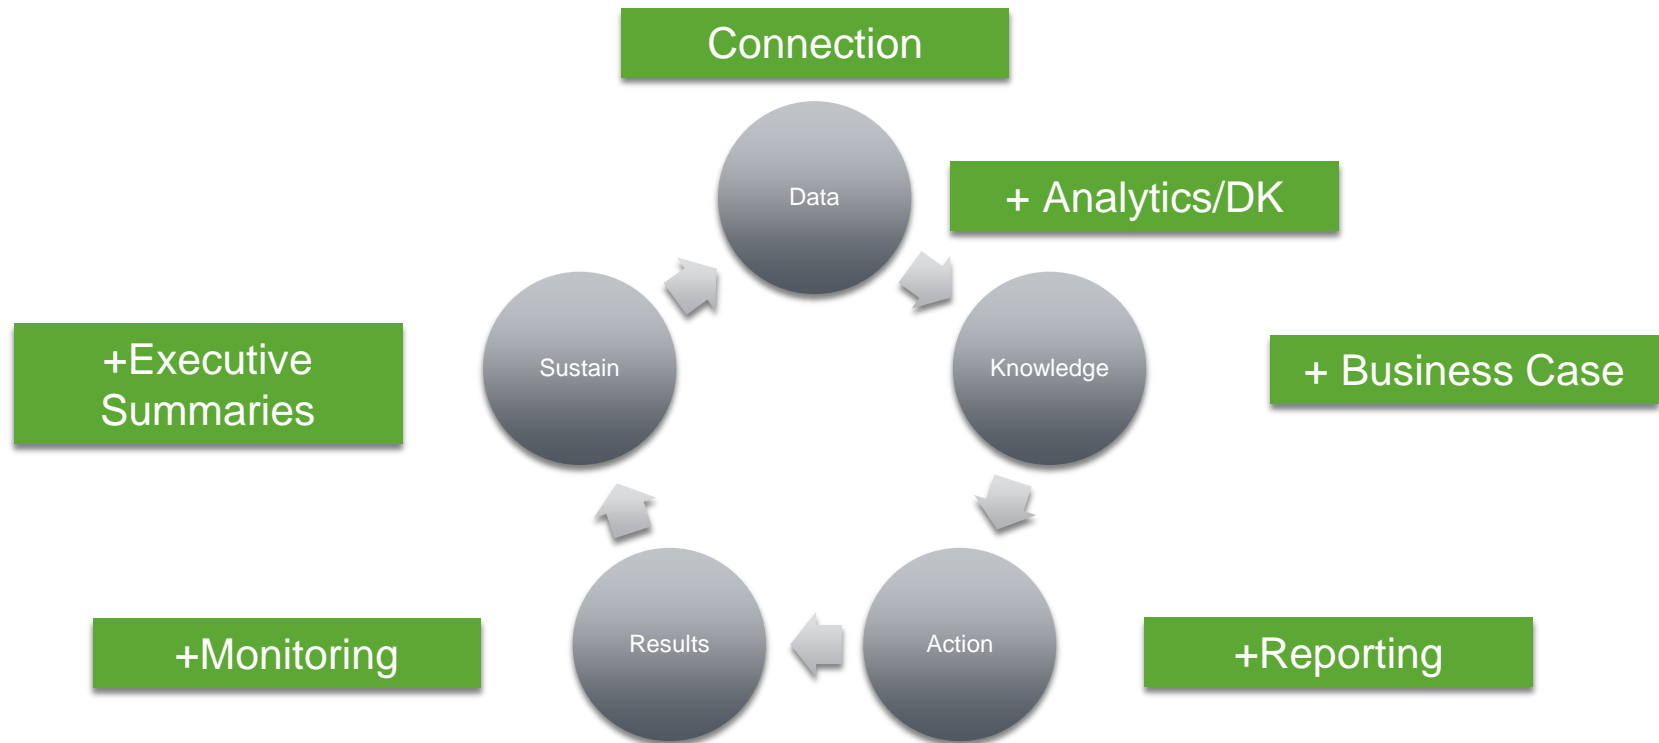 Connection
Data
+ Analytics/DK
Knowledge
+ Business Case
Action
+Reporting
Results
+Monitoring
Sustain
+Executive
Summaries